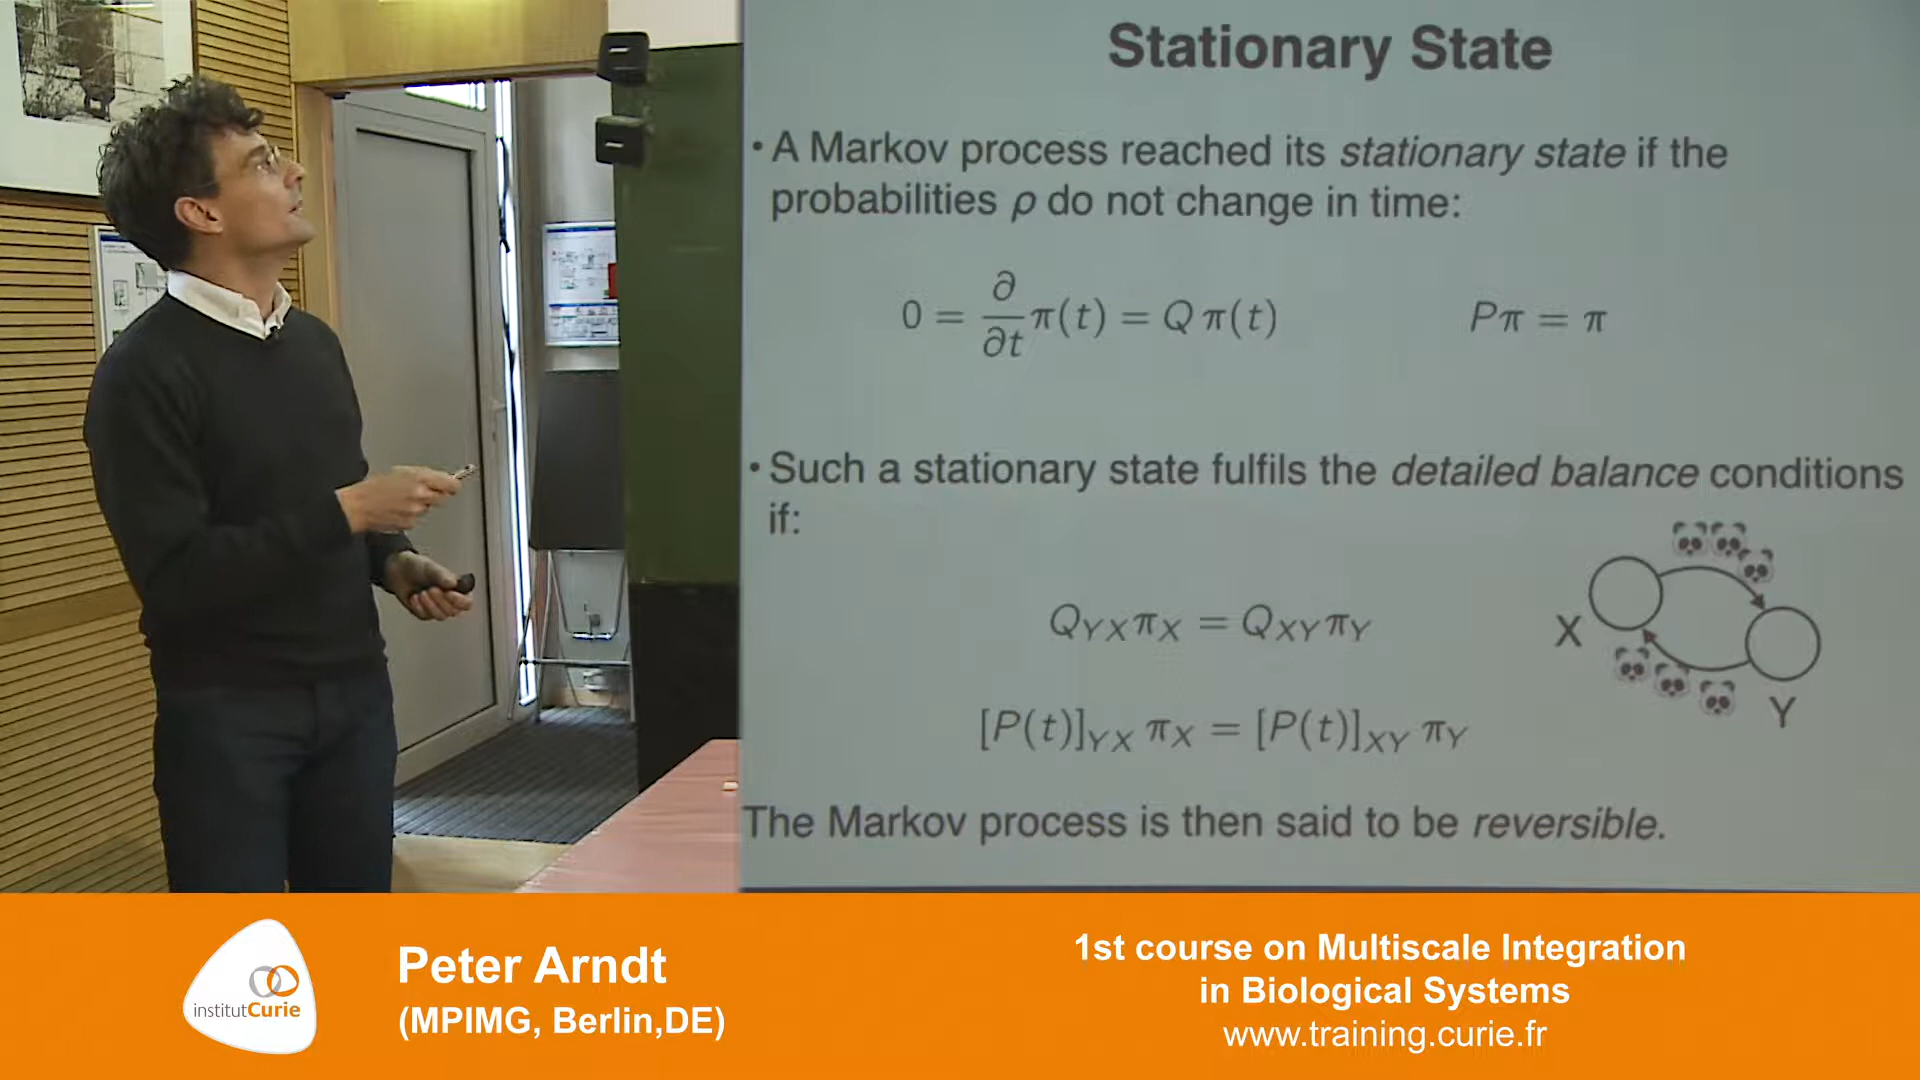 Stationary State
• A Markov process reached its stationary state if the
probabilities ρ do not change in time:
0 = ∂/∂t π(t) = Q π(t)
Pπ = π
• Such a stationary state fulfils the detailed balance conditions
if:
Q_YX π_X = Q_XY π_Y
[P(t)]_YX π_X = [P(t)]_XY π_Y
X
Y
The Markov process is then said to be reversible.
institutCurie
Peter Arndt
(MPIMG, Berlin,DE)
1st course on Multiscale Integration
in Biological Systems
www.training.curie.fr